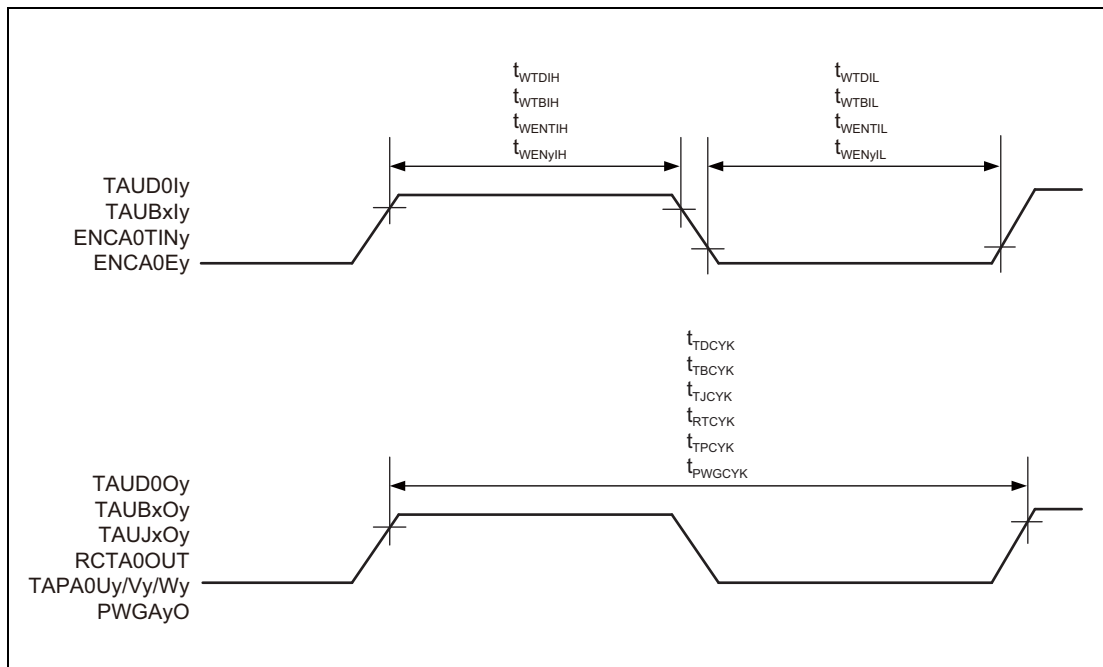 tWTDIH
tWTBIH
tWENTIH
tWENyIH
tWTDIL
tWTBIL
tWENTIL
tWENyIL
TAUD0Iy
TAUBxIy
ENCA0TINy
ENCA0Ey
tTDCYK
tTBCYK
tTJCYK
tRTCYK
tTPCYK
tPWGCYK
TAUD0Oy
TAUBxOy
TAUJxOy
RCTA0OUT
TAPA0Uy/Vy/Wy
PWGAyO